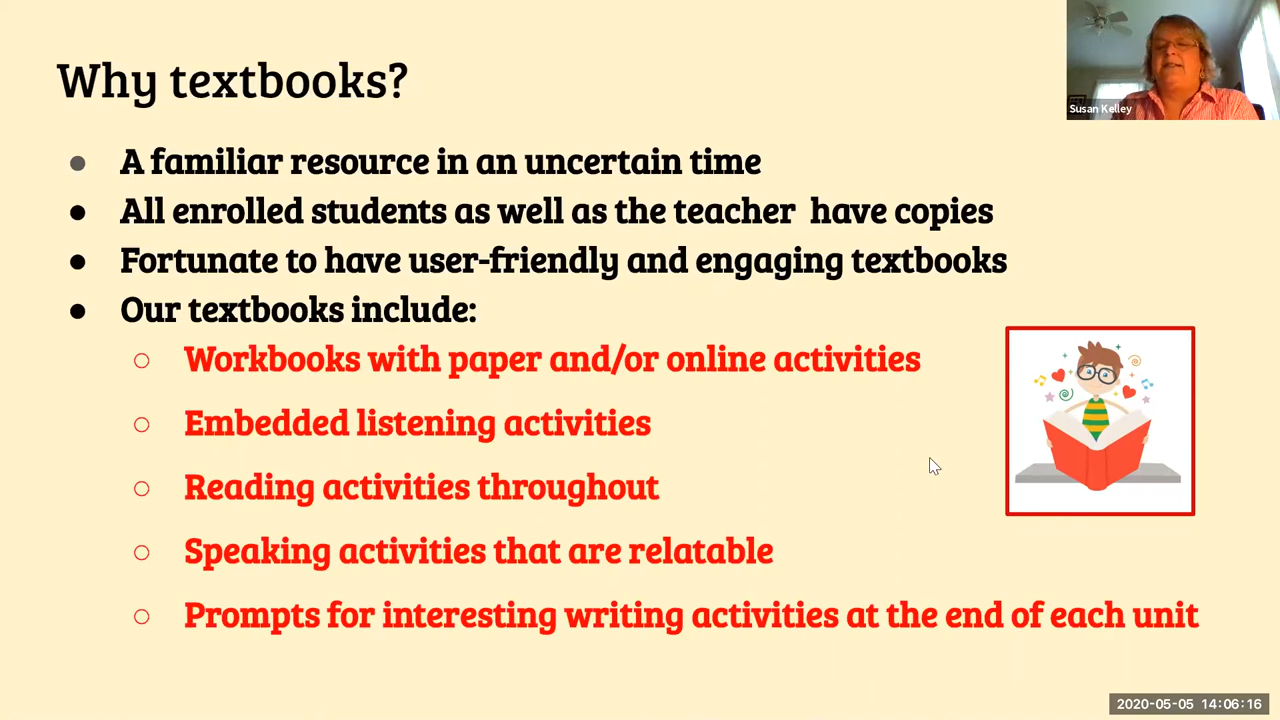 Why textbooks?
Susan Kelley
● A familiar resource in an uncertain time
● All enrolled students as well as the teacher  have copies
● Fortunate to have user-friendly and engaging textbooks
● Our textbooks include:
○ Workbooks with paper and/or online activities
○ Embedded listening activities
○ Reading activities throughout
○ Speaking activities that are relatable
○ Prompts for interesting writing activities at the end of each unit
2020-05-05 14:06:16